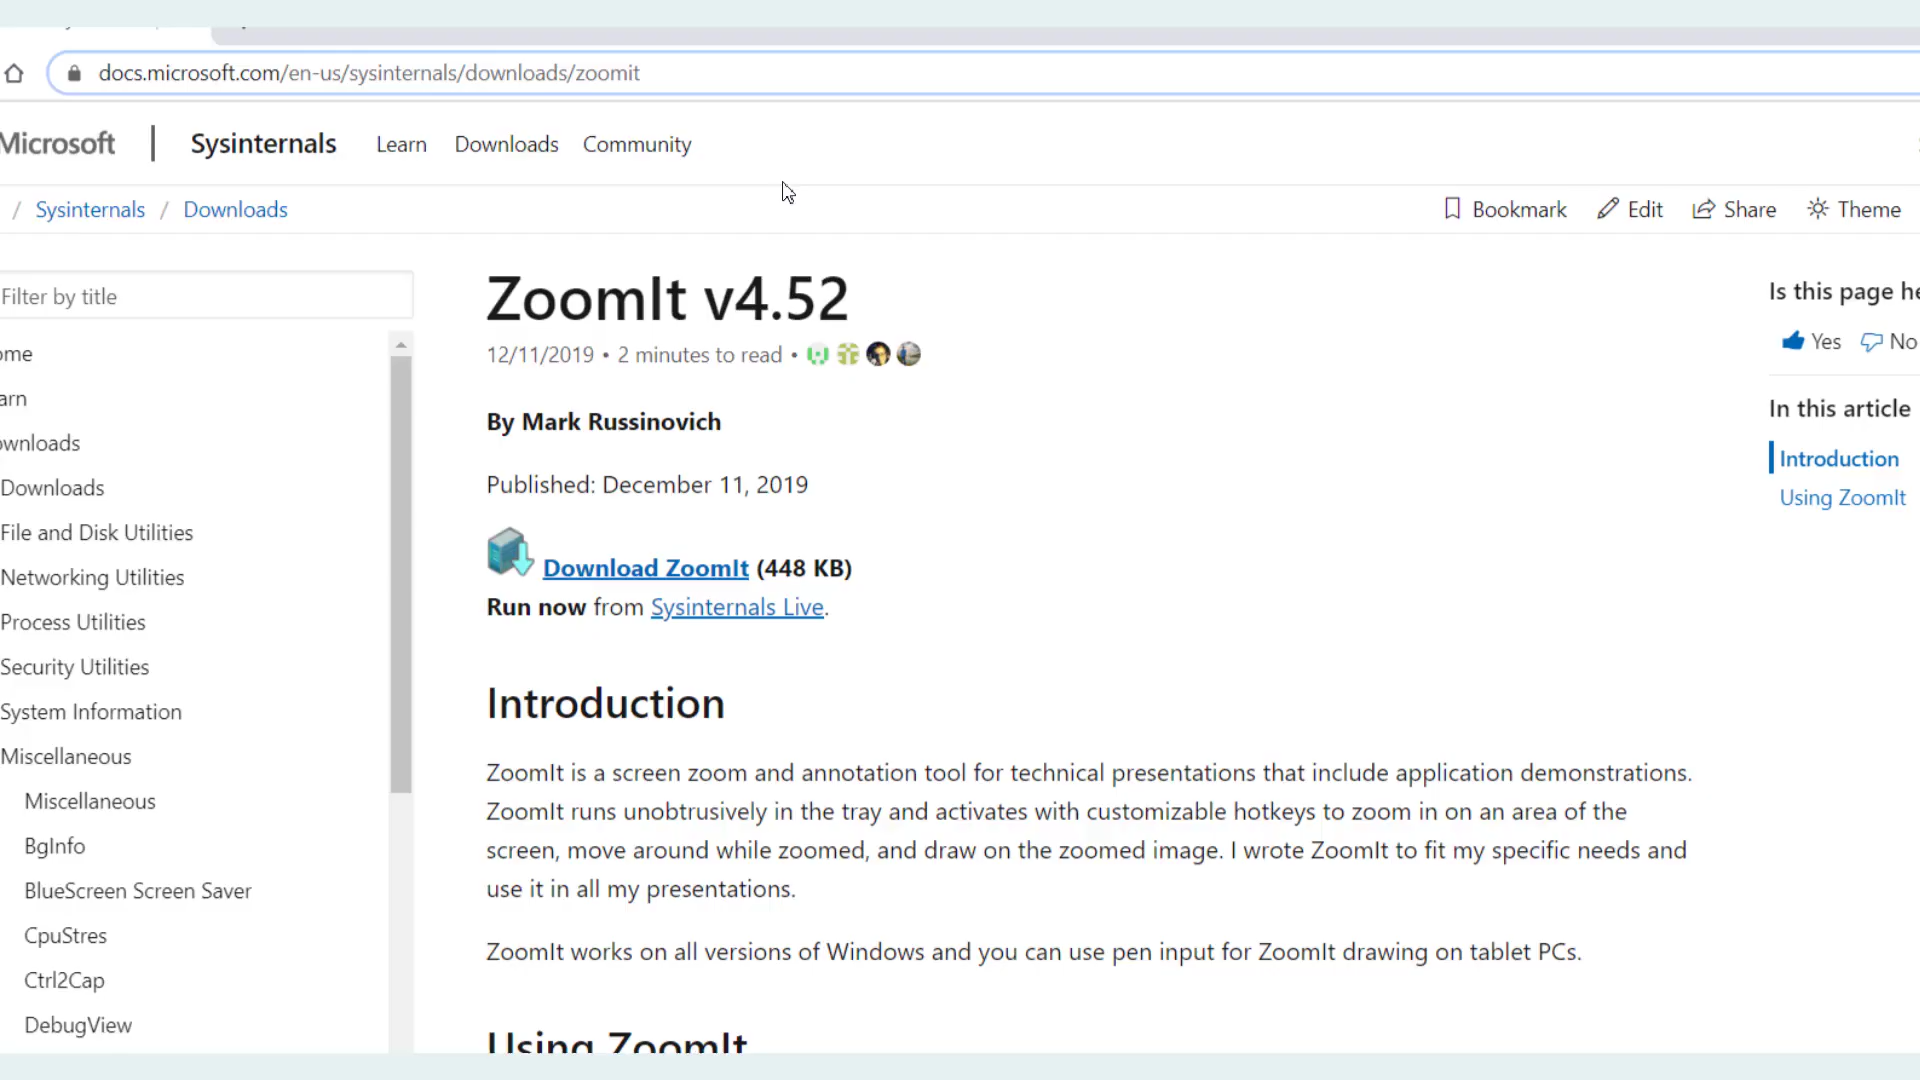 docs.microsoft.com/en-us/sysinternals/downloads/zoomit
Microsoft | Sysinternals Learn Downloads Community
/ Sysinternals / Downloads
Bookmark Edit Share Theme
Filter by title
ome
arn
ownloads
Downloads
File and Disk Utilities
Networking Utilities
Process Utilities
Security Utilities
System Information
Miscellaneous
Miscellaneous
BgInfo
BlueScreen Screen Saver
CpuStres
Ctrl2Cap
DebugView
ZoomIt v4.52
12/11/2019 • 2 minutes to read •
By Mark Russinovich
Published: December 11, 2019
Download ZoomIt (448 KB)
Run now from Sysinternals Live.
Introduction
ZoomIt is a screen zoom and annotation tool for technical presentations that include application demonstrations.
ZoomIt runs unobtrusively in the tray and activates with customizable hotkeys to zoom in on an area of the
screen, move around while zoomed, and draw on the zoomed image. I wrote ZoomIt to fit my specific needs and
use it in all my presentations.
ZoomIt works on all versions of Windows and you can use pen input for ZoomIt drawing on tablet PCs.
Using ZoomIt
Is this page he
Yes No
In this article
Introduction
Using ZoomIt